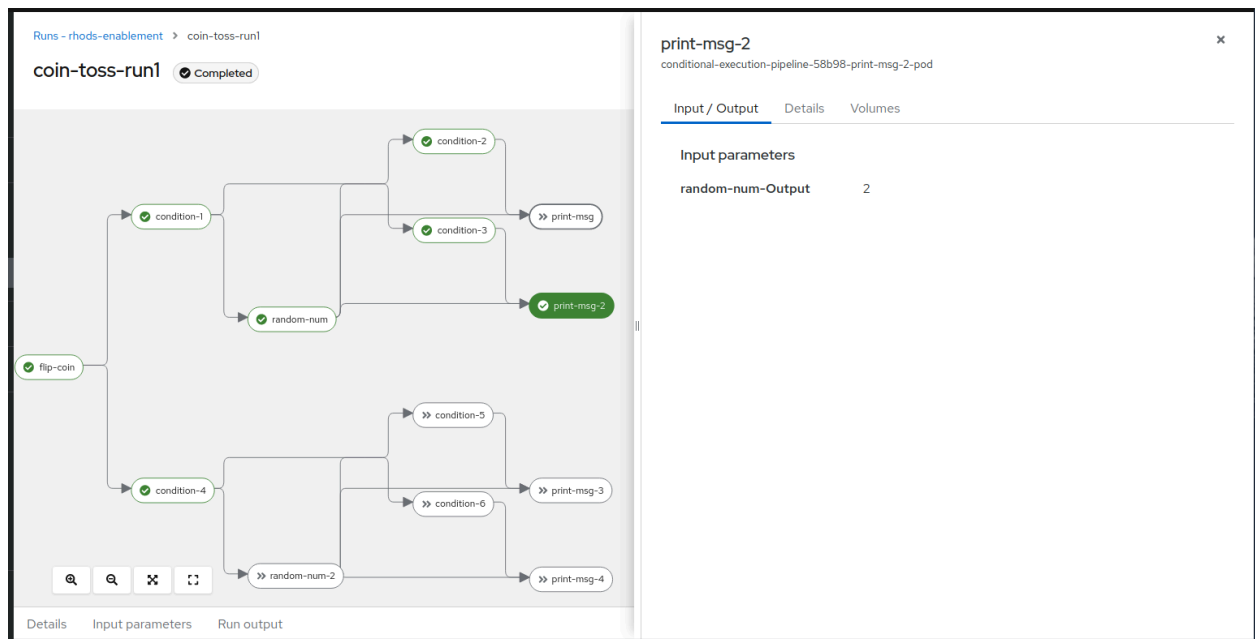 Runs - rhods-enablement > coin-toss-run1
coin-toss-run1 Completed
condition-2
condition-1
print-msg
condition-3
print-msg-2
random-num
flip-coin
condition-5
condition-4
print-msg-3
condition-6
random-num-2
print-msg-4
Details Input parameters Run output
print-msg-2
conditional-execution-pipeline-58b98-print-msg-2-pod
Input / Output Details Volumes
Input parameters
random-num-Output 2